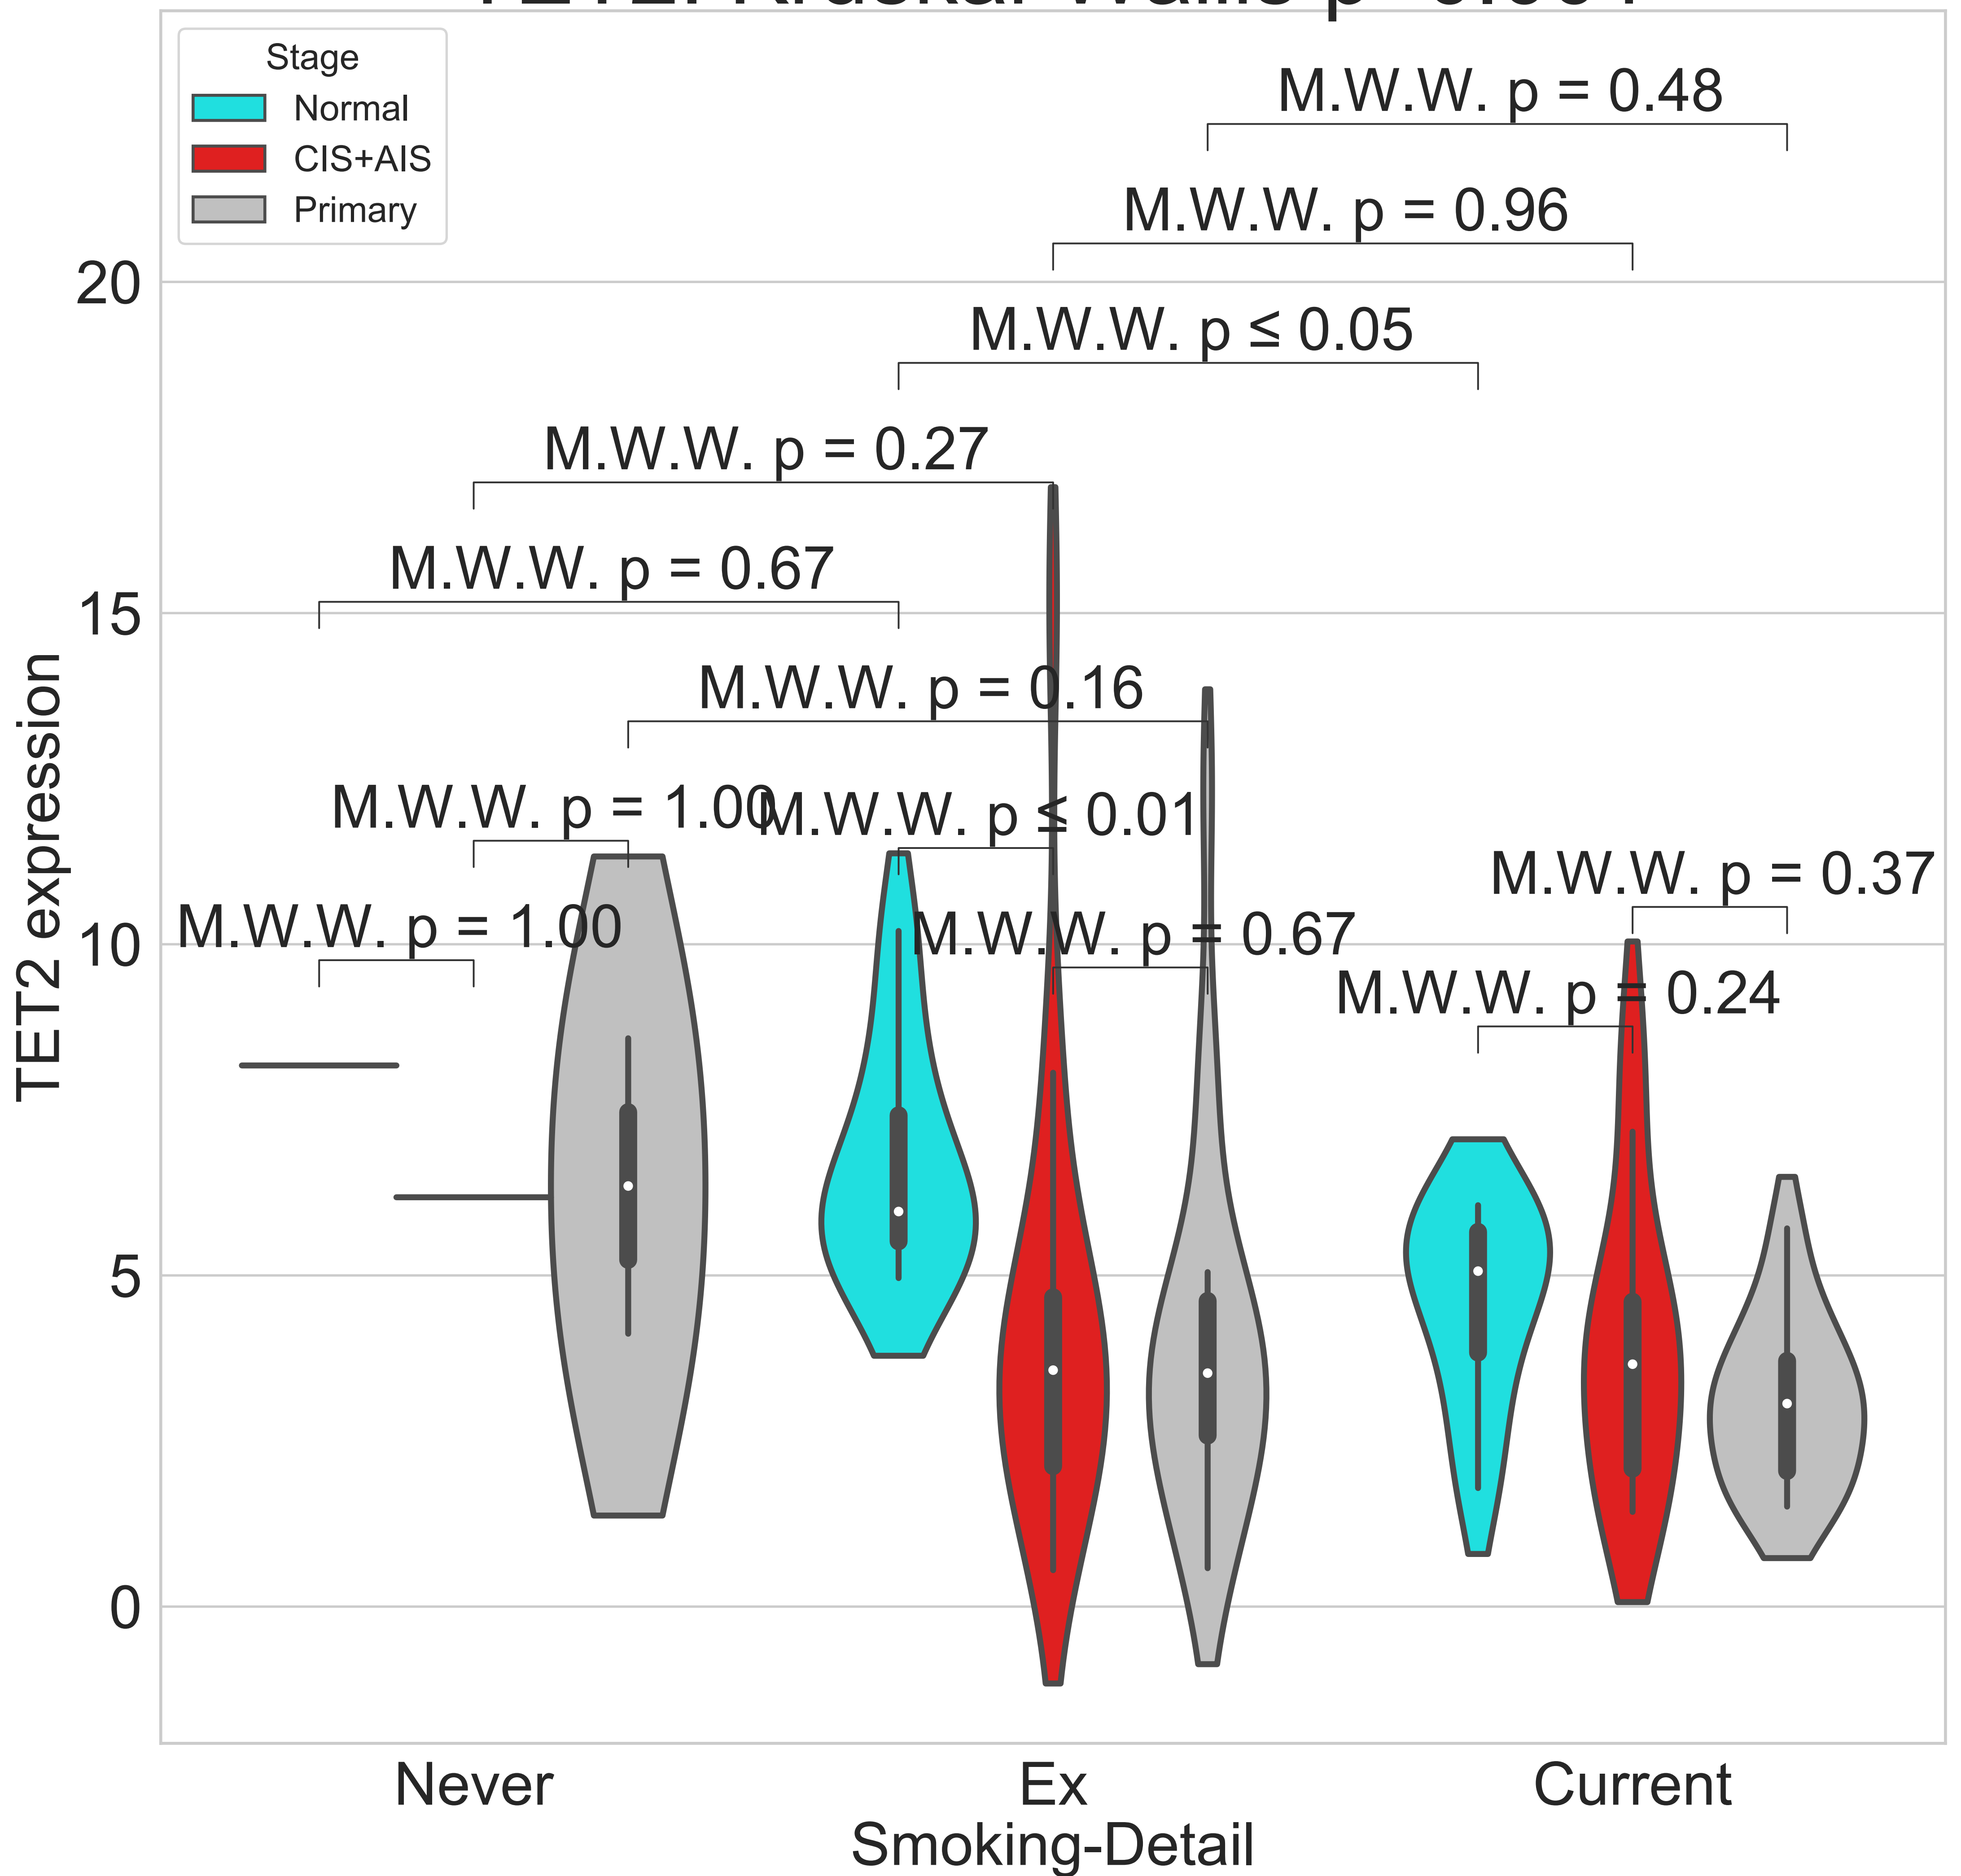 Stage
Normal
CIS+AIS
Primary
M.W.W. p = 0.48
M.W.W. p = 0.96
M.W.W. p ≤ 0.05
M.W.W. p = 0.27
M.W.W. p = 0.67
M.W.W. p = 0.16
M.W.W. p = 1.00
M.W.W. p ≤ 0.01
M.W.W. p = 0.37
M.W.W. p = 1.00
M.W.W. p = 0.67
M.W.W. p = 0.24
20
15
10
5
0
TET2 expression
Never
Ex
Current
Smoking-Detail